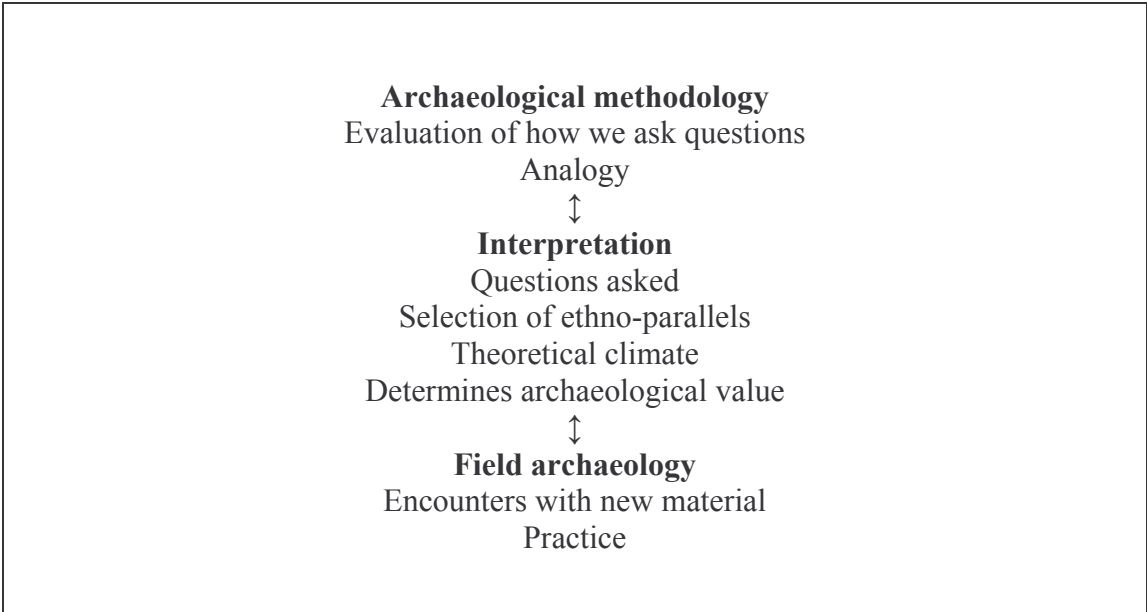 Archaeological methodology
Evaluation of how we ask questions
Analogy
↕
Interpretation
Questions asked
Selection of ethno-parallels
Theoretical climate
Determines archaeological value
↕
Field archaeology
Encounters with new material
Practice